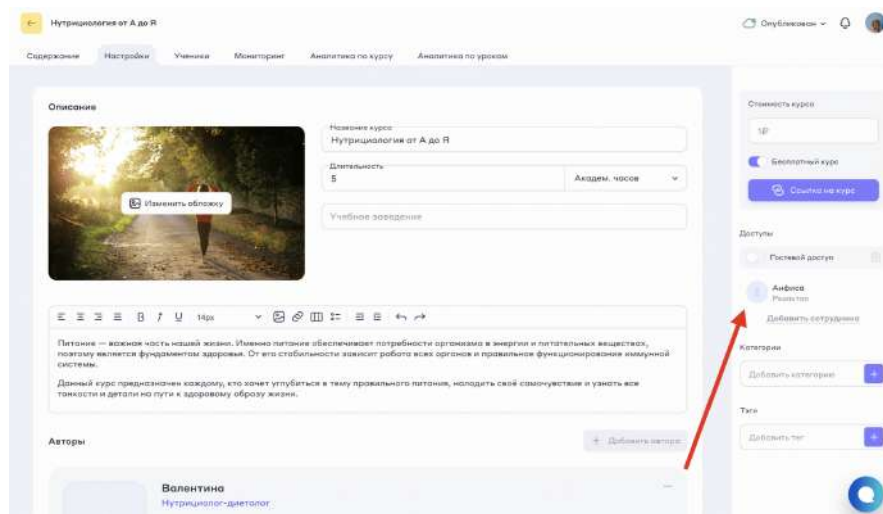 Нутрициология от А до Я
Опубликован
Содержание Настройки Ученики Мониторинг Аналитика по курсу Аналитика по урокам
Описание
Изменить обложку
Название курса
Нутрициология от А до Я
Длительность
5 Академ. часов
Учебное заведение
14px
Питание — важная часть нашей жизни. Именно питание обеспечивает потребности организма в энергии и питательных веществах,
поэтому является фундаментом здоровья. От его стабильности зависит работа всех органов и правильное функционирование иммунной
системы.
Данный курс предназначен каждому, кто хочет углубиться в тему правильного питания, наладить своё самочувствие и узнать все
тонкости и детали на пути к здоровому образу жизни.
Авторы
+ Добавить автора
Валентина
Нутрициолог-диетолог
Стоимость курса
1₽
Бесплатный курс
Ссылка на курс
Доступы
Гостевой доступ
Анфиса
Редактор
Добавить сотрудника
Категории
Добавить категорию
Тэги
Добавить тег